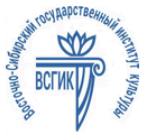 Восточно-Сибирский государственный институт культуры
ВСГИК